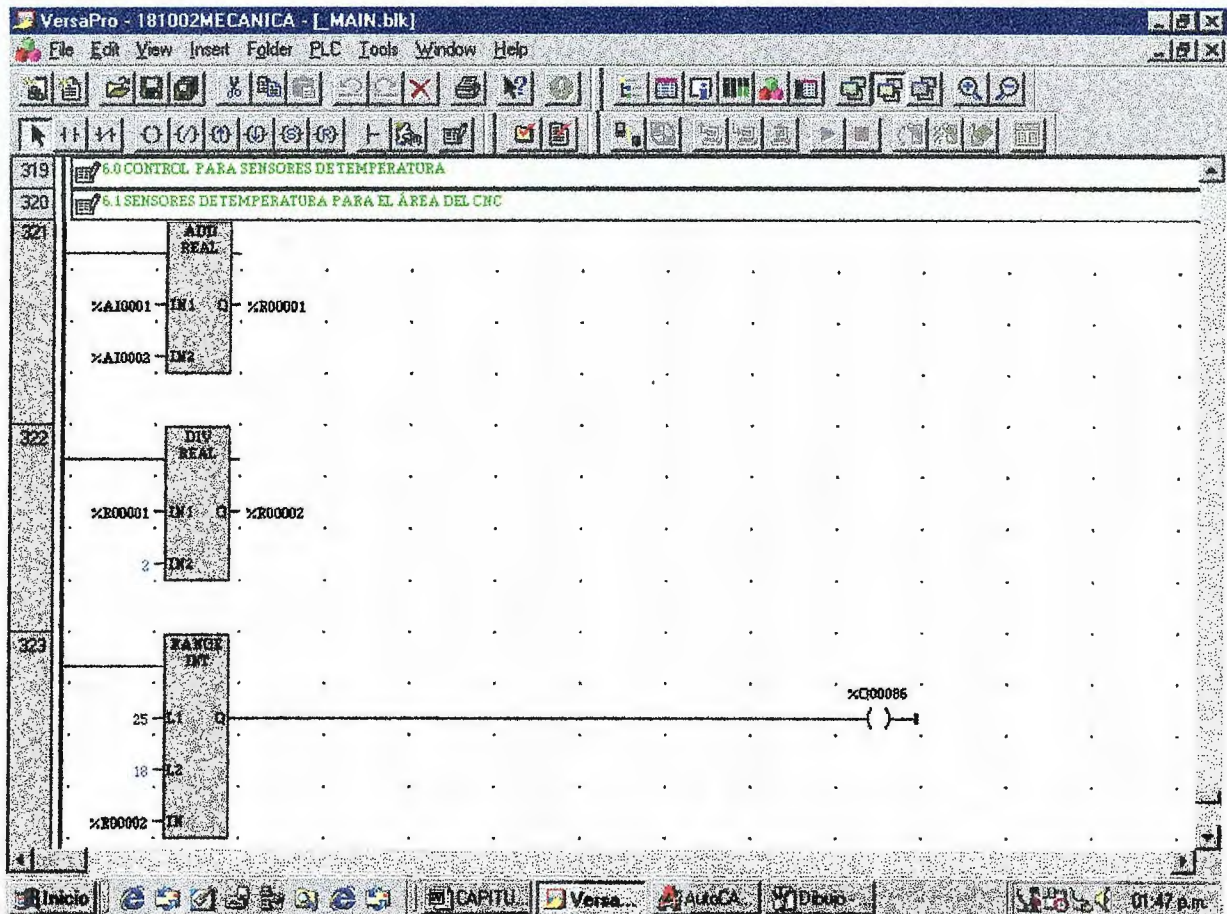 VersaPro - 181002MECANICA - [_MAIN.blk]
File Edit View Insert Folder PLC Tools Window Help
319 6.0 CONTROL PARA SENSORES DE TEMPERATURA
320 6.1 SENSORES DE TEMPERATURA PARA EL ÁREA DEL CNC
321 ADD
REAL
%AI0001 IN1 Q %R00001
%AI0002 IN2
322 DIV
REAL
%R00001 IN1 Q %R00002
2 IN2
323 RANGE
INT
%Q00086
25 L1 Q
18 L2
%R00002 IN
Inicio CAPITU... Versa... AutoCA... Dibujo 01:47 p.m.